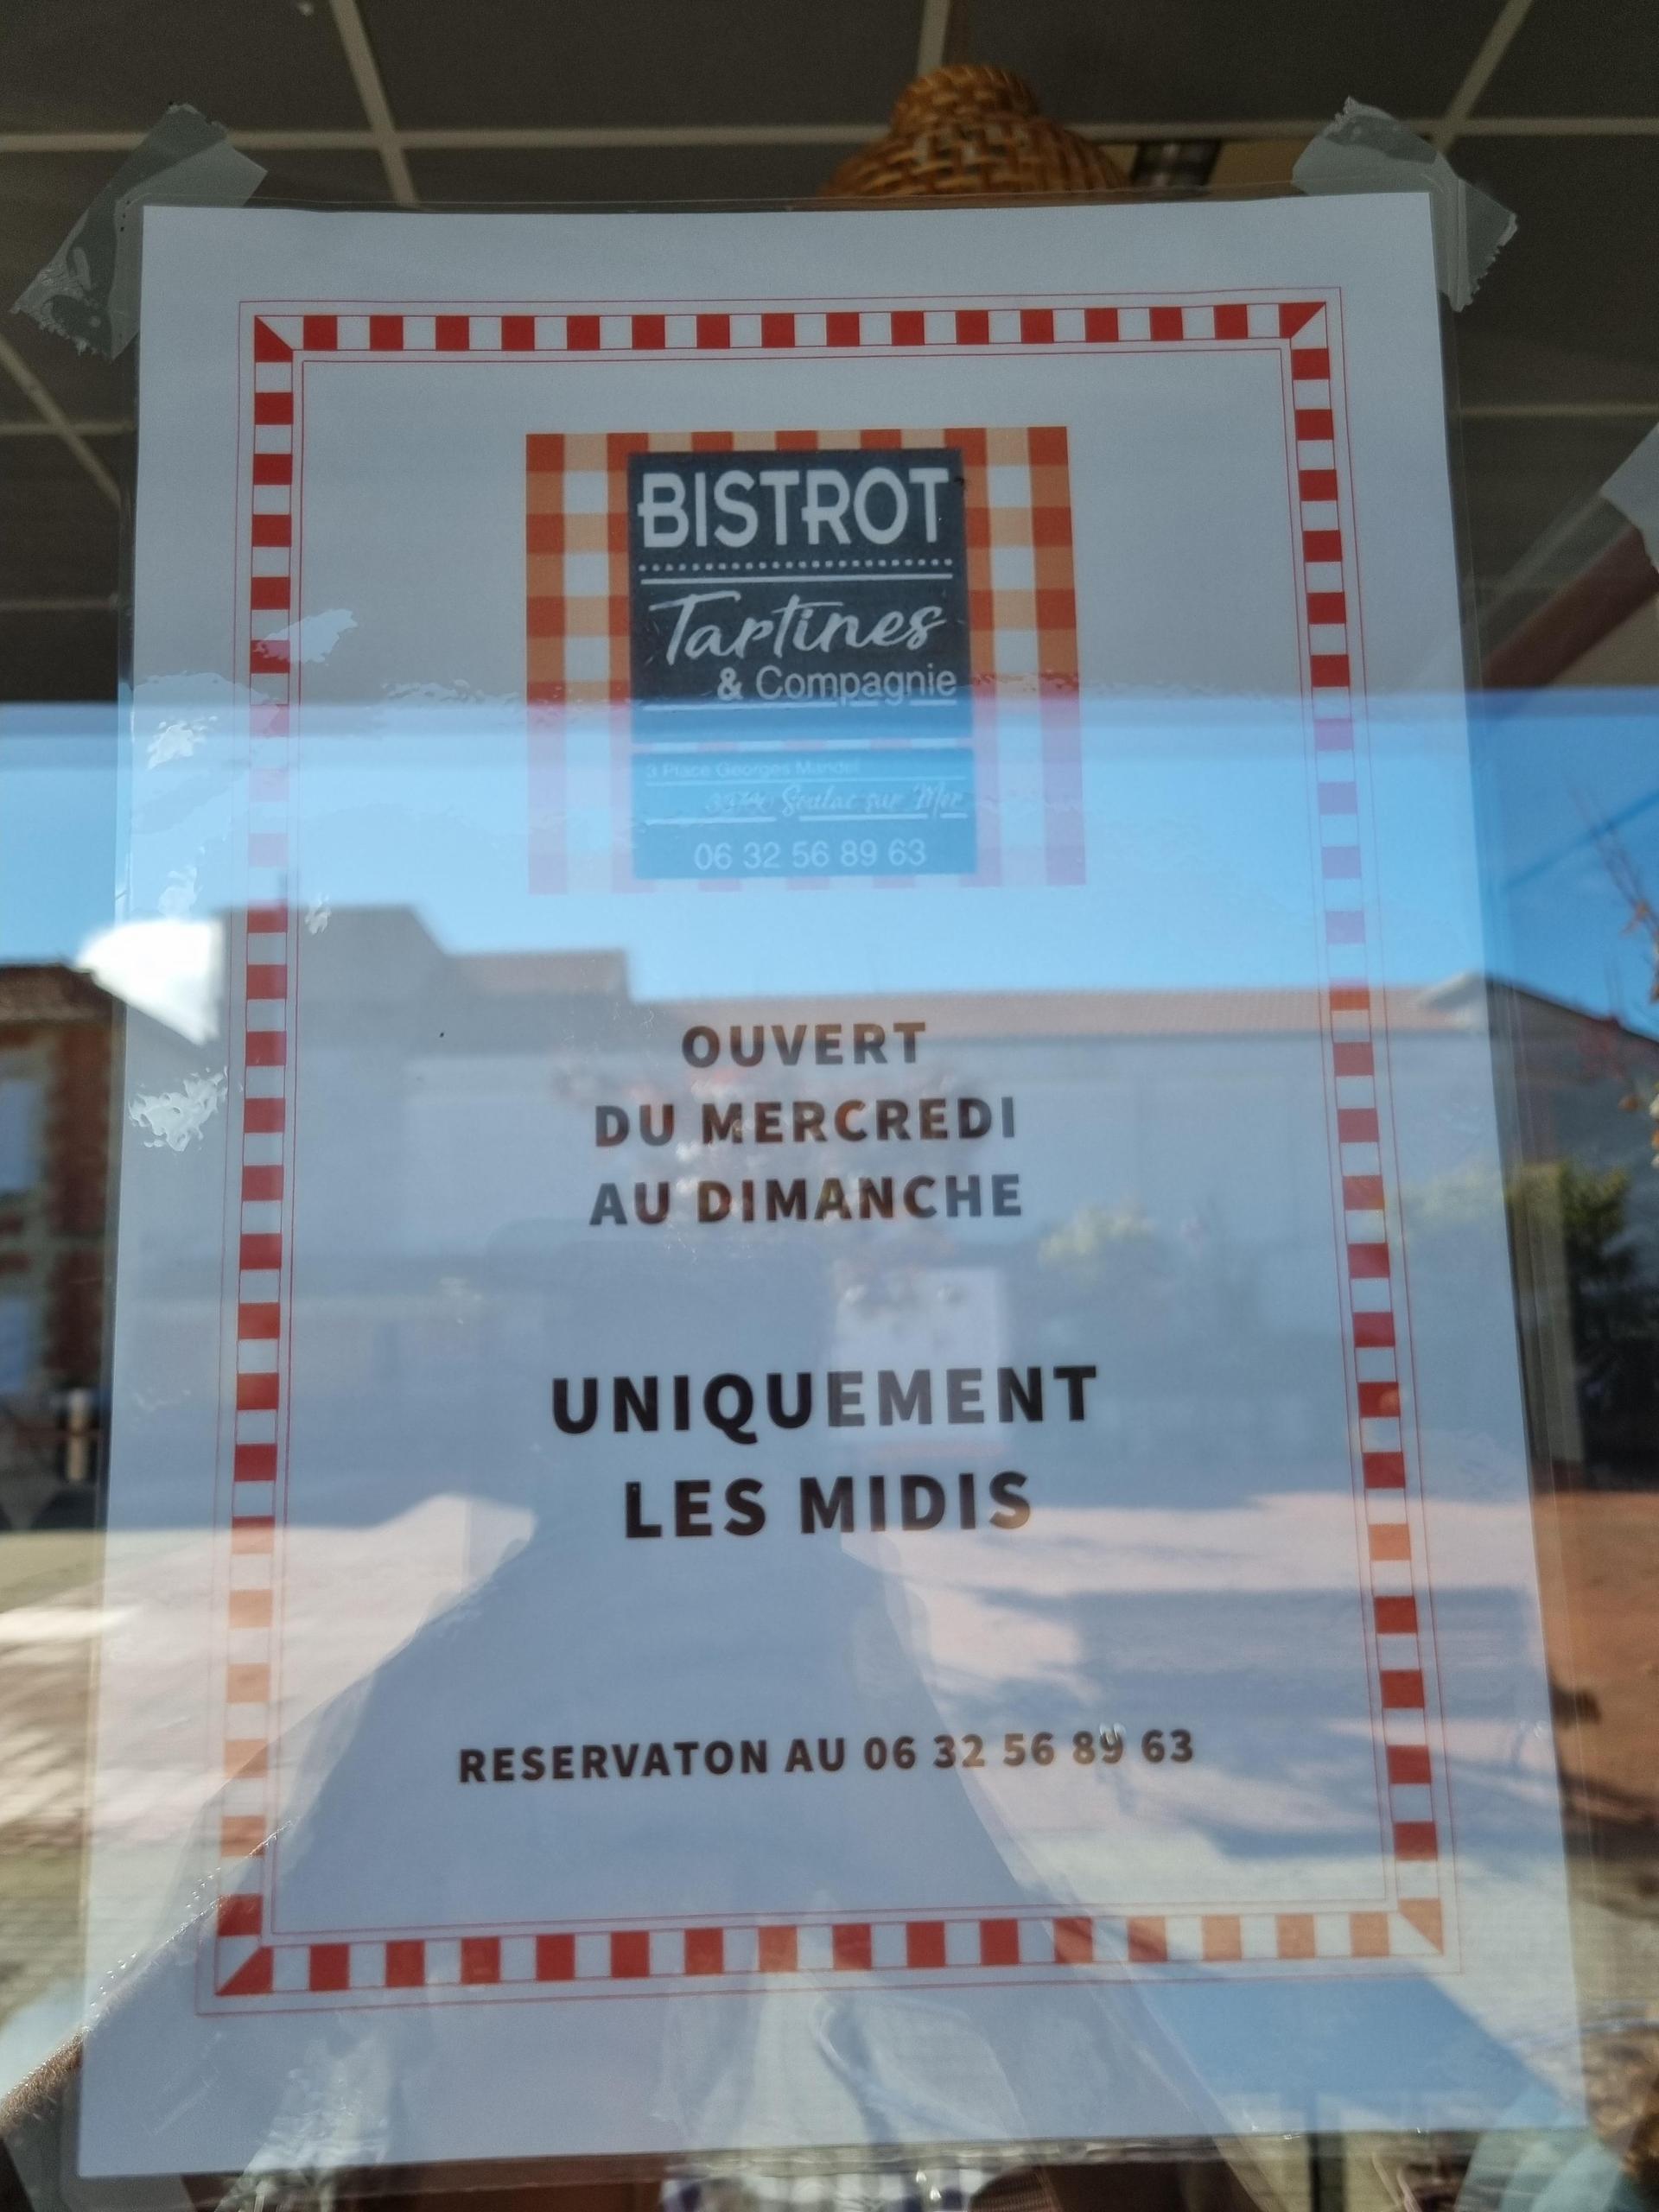 BISTROT
Tartines
& Compagnie
3 Place Georges Mandel
33780 Soulac sur Mer
06 32 56 89 63
OUVERT
DU MERCREDI
AU DIMANCHE
UNIQUEMENT
LES MIDIS
RESERVATON AU 06 32 56 89 63